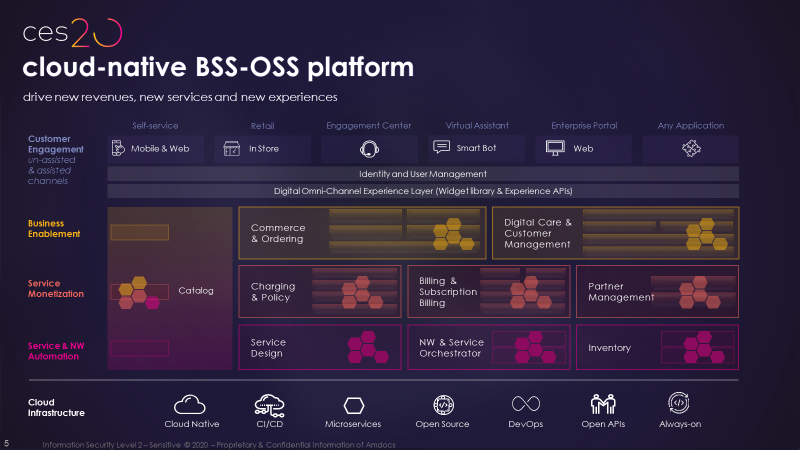 ces20
cloud-native BSS-OSS platform
drive new revenues, new services and new experiences
Self-service
Retail
Engagement Center
Virtual Assistant
Enterprise Portal
Any Application
Customer
Engagement
un-assisted
& assisted
channels
Mobile & Web
In Store
Smart Bot
Web
Identity and User Management
Digital Omni-Channel Experience Layer (Widget library & Experience APIs)
Business
Enablement
Commerce
& Ordering
Digital Care &
Customer
Management
Service
Monetization
Catalog
Charging
& Policy
Billing &
Subscription
Billing
Partner
Management
Service & NW
Automation
Service
Design
NW & Service
Orchestrator
Inventory
Cloud
Infrastructure
Cloud Native
CI/CD
Microservices
Open Source
DevOps
Open APIs
Always-on
5
Information Security Level 2 – Sensitive © 2020 – Proprietary & Confidential Information of Amdocs